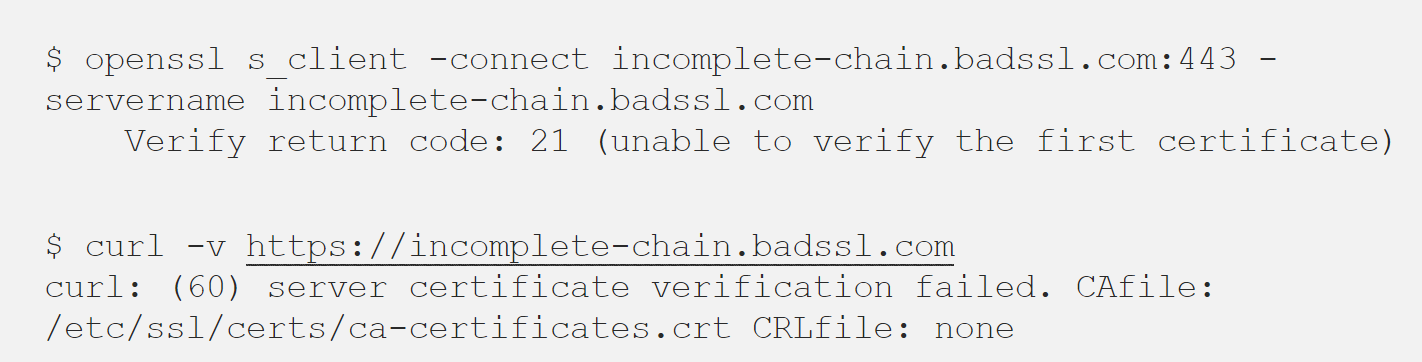 $ openssl s_client -connect incomplete-chain.badssl.com:443 -
servername incomplete-chain.badssl.com
Verify return code: 21 (unable to verify the first certificate)
$ curl -v https://incomplete-chain.badssl.com
curl: (60) server certificate verification failed. CAfile:
/etc/ssl/certs/ca-certificates.crt CRLfile: none